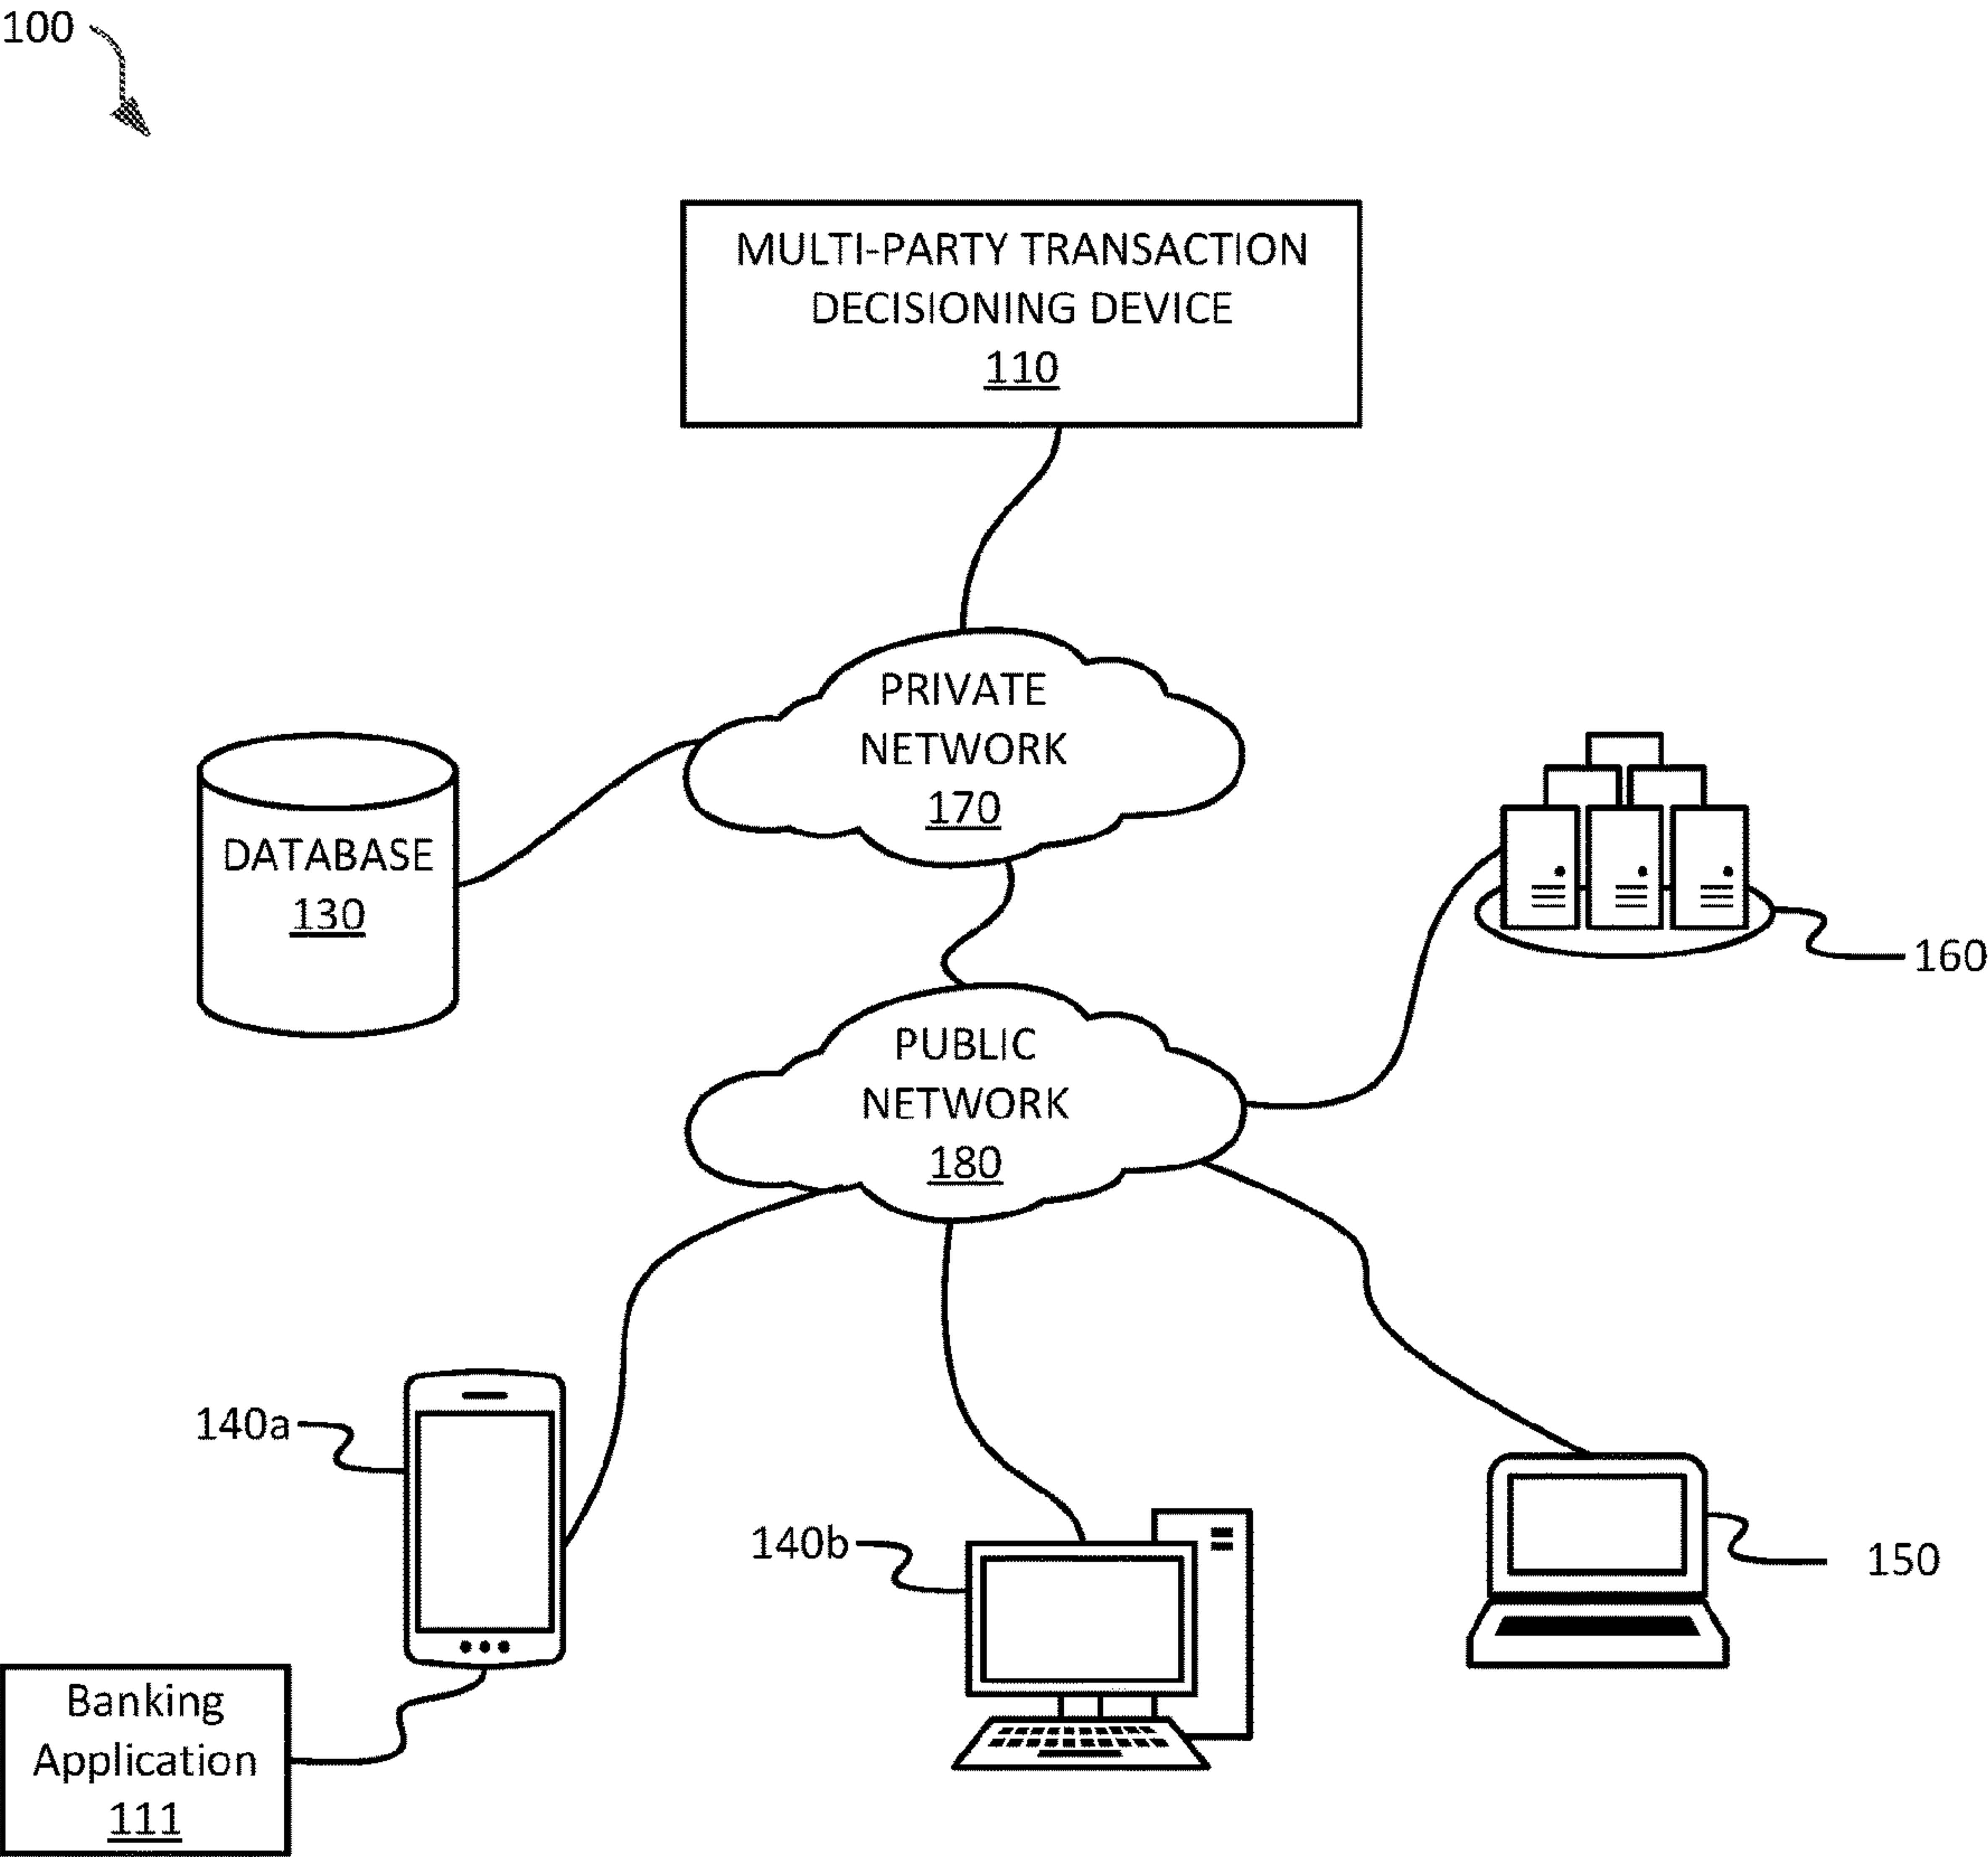 100
MULTI-PARTY TRANSACTION
DECISIONING DEVICE
110
PRIVATE
NETWORK
170
DATABASE
130
160
PUBLIC
NETWORK
180
140a
140b
150
Banking
Application
111